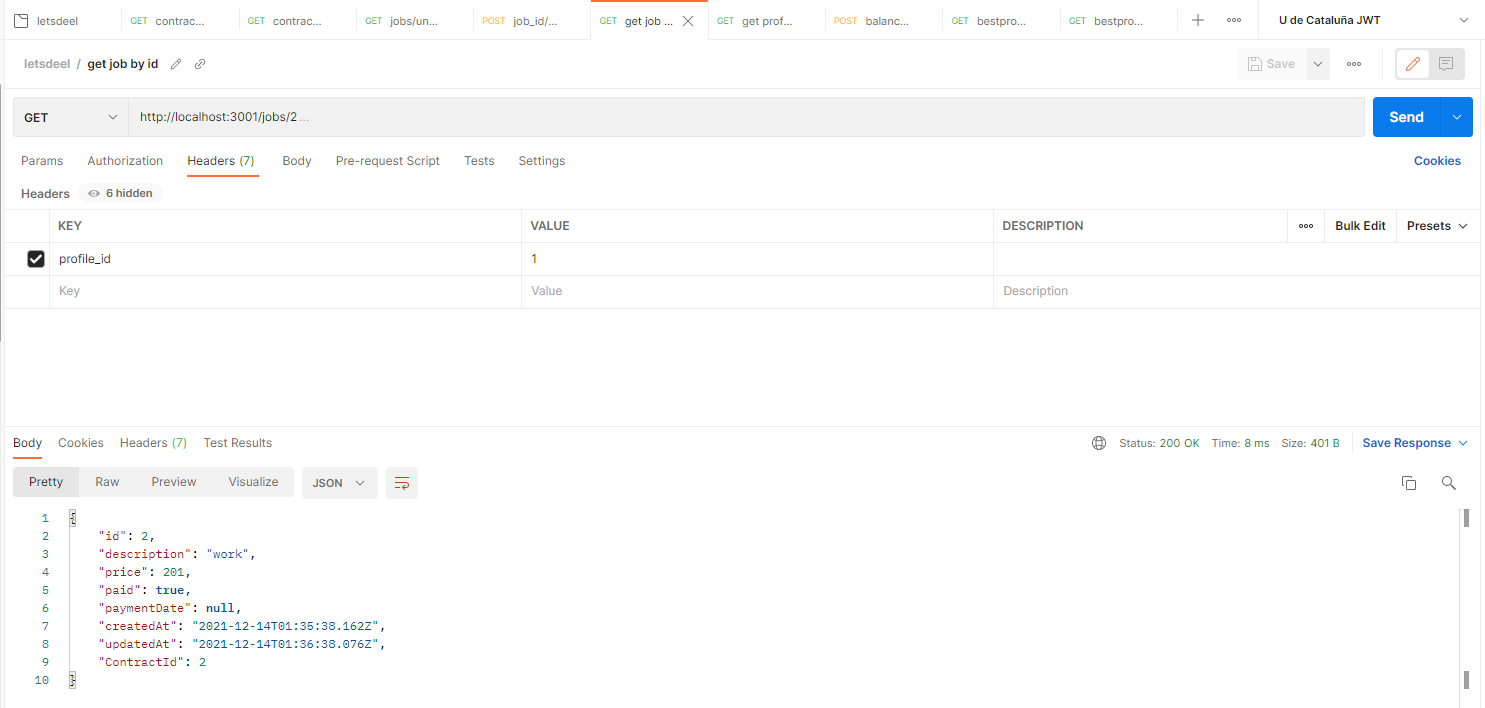 letsdeel GET contrac... GET contrac... GET jobs/un... POST job_id/... GET get job ... GET get prof... POST balanc... GET bestpro... GET bestpro... U de Cataluña JWT
letsdeel / get job by id Save
GET http://localhost:3001/jobs/2 ... Send
Params Authorization Headers (7) Body Pre-request Script Tests Settings Cookies
Headers 6 hidden
KEY VALUE DESCRIPTION Bulk Edit Presets
profile_id 1
Key Value Description
Body Cookies Headers (7) Test Results Status: 200 OK Time: 8 ms Size: 401 B Save Response
Pretty Raw Preview Visualize JSON
1 {
2 "id": 2,
3 "description": "work",
4 "price": 201,
5 "paid": true,
6 "paymentDate": null,
7 "createdAt": "2021-12-14T01:35:38.162Z",
8 "updatedAt": "2021-12-14T01:36:38.076Z",
9 "ContractId": 2
10 }